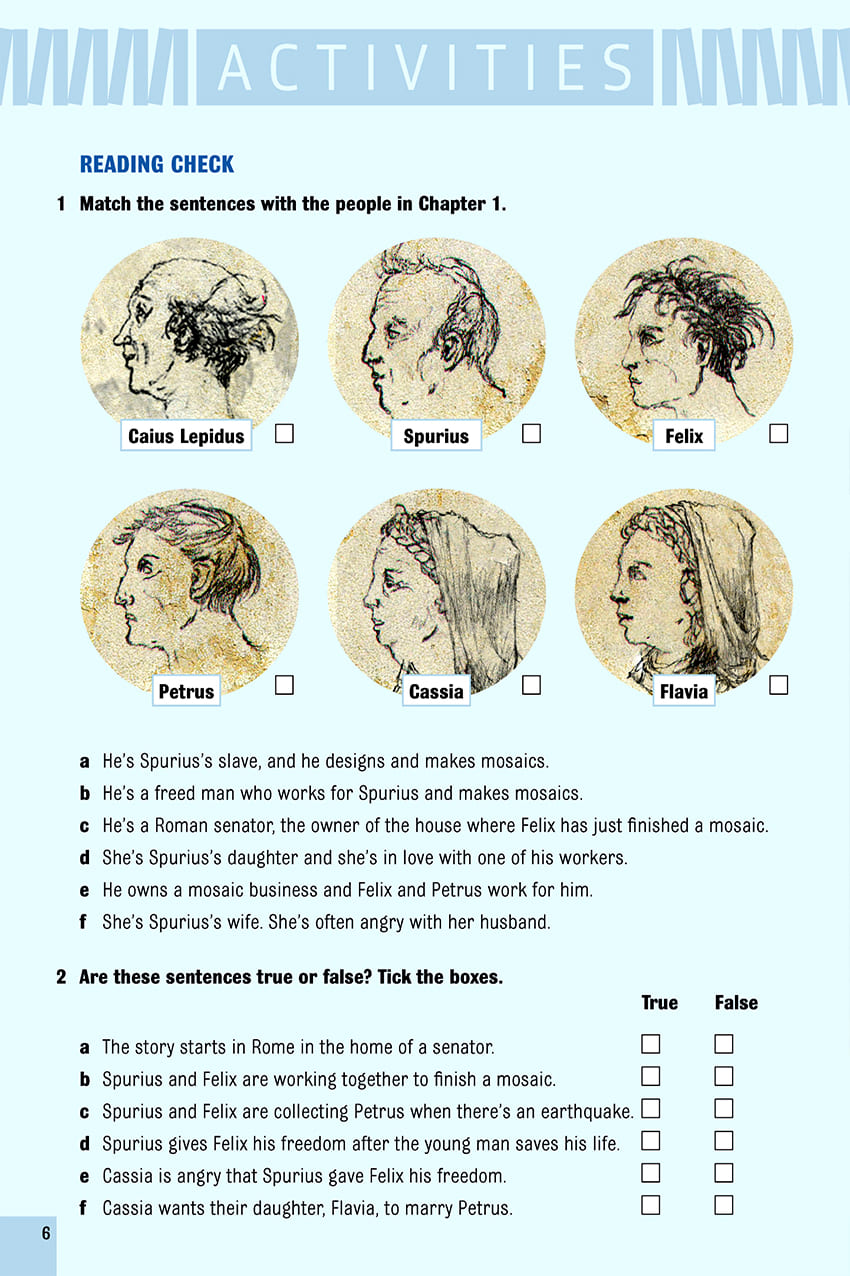 ACTIVITIES
READING CHECK
1 Match the sentences with the people in Chapter 1.
Caius Lepidus
Spurius
Felix
Petrus
Cassia
Flavia
a He's Spurius's slave, and he designs and makes mosaics.
b He's a freed man who works for Spurius and makes mosaics.
c He's a Roman senator, the owner of the house where Felix has just finished a mosaic.
d She's Spurius's daughter and she's in love with one of his workers.
e He owns a mosaic business and Felix and Petrus work for him.
f She's Spurius's wife. She's often angry with her husband.
2 Are these sentences true or false? Tick the boxes.
True False
a The story starts in Rome in the home of a senator.
b Spurius and Felix are working together to finish a mosaic.
c Spurius and Felix are collecting Petrus when there's an earthquake.
d Spurius gives Felix his freedom after the young man saves his life.
e Cassia is angry that Spurius gave Felix his freedom.
f Cassia wants their daughter, Flavia, to marry Petrus.
6